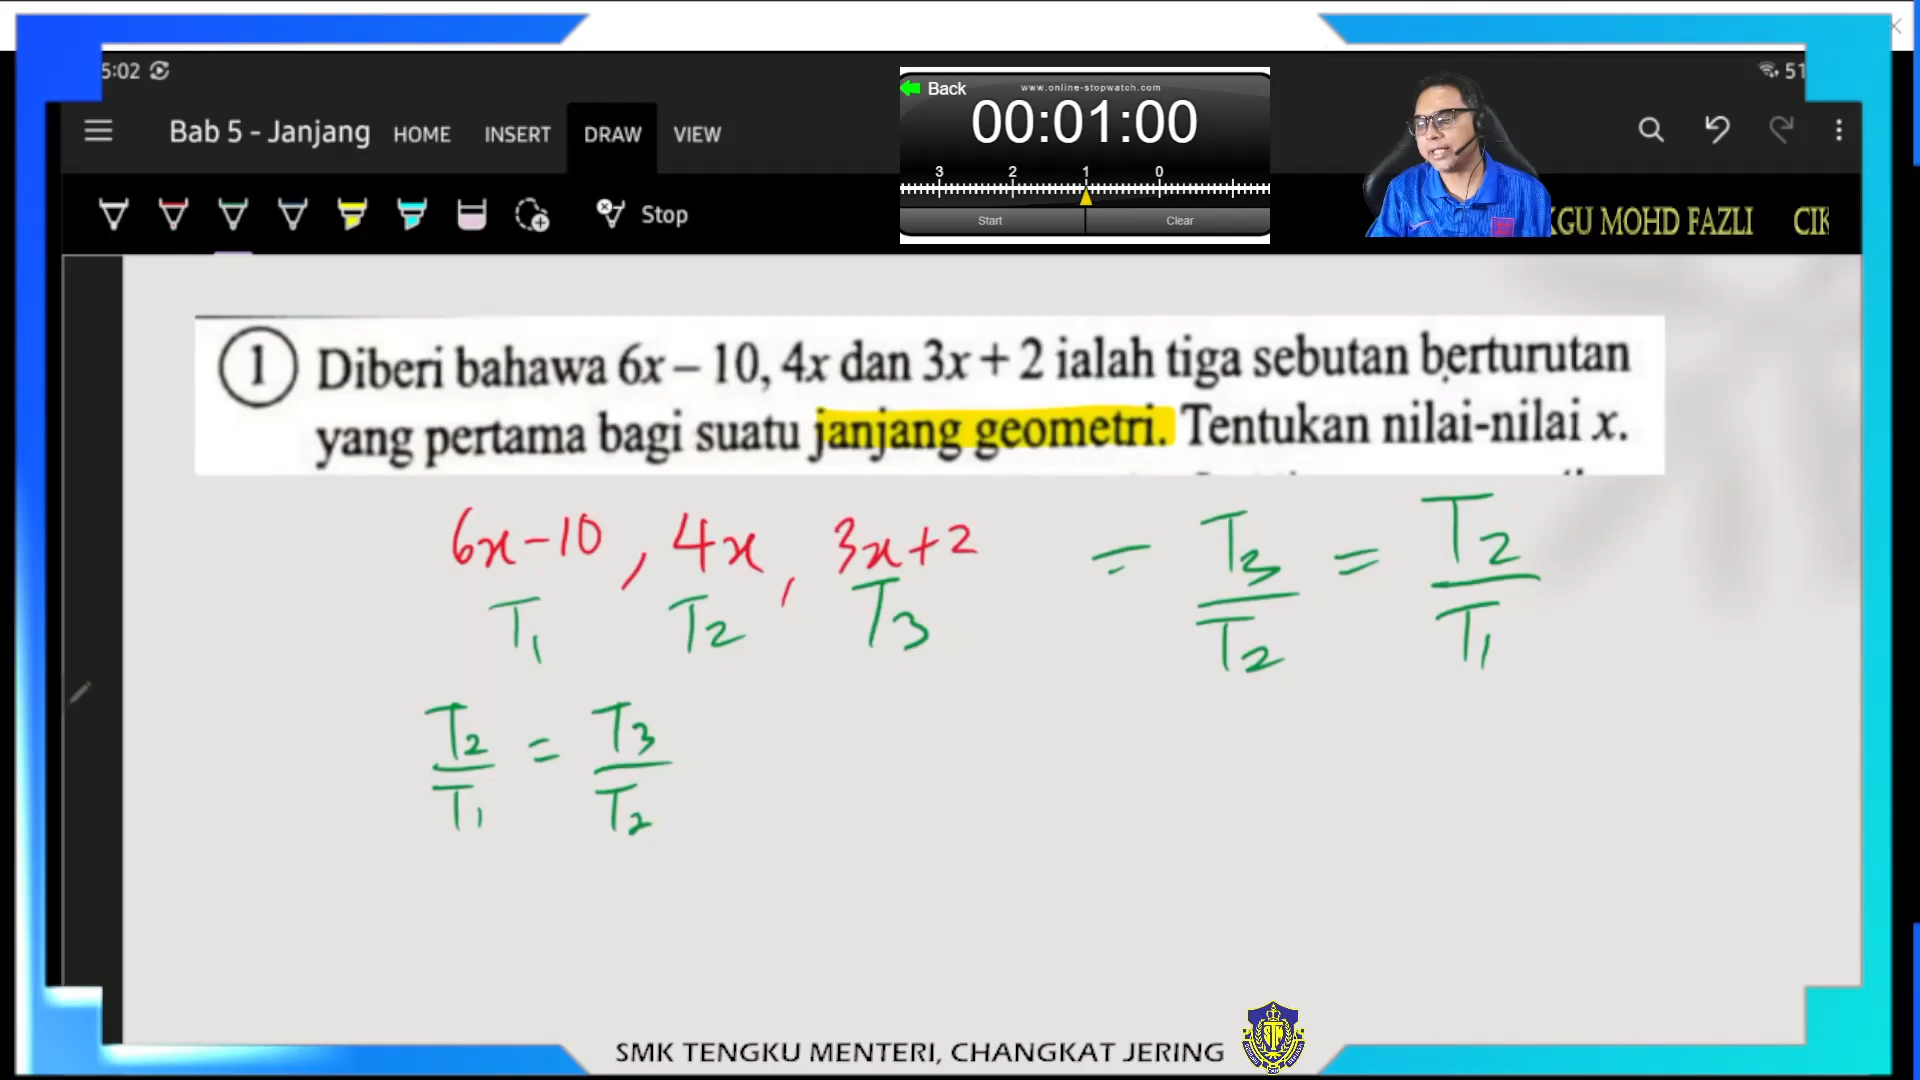 5:02
51
Bab 5 - Janjang HOME INSERT DRAW VIEW
Back
www.online-stopwatch.com
00:01:00
3 2 1 0
Start Clear
Stop
KGU MOHD FAZLI CIK
1 Diberi bahawa 6x – 10, 4x dan 3x + 2 ialah tiga sebutan berturutan
yang pertama bagi suatu janjang geometri. Tentukan nilai-nilai x.
6x-10, 4x, 3x+2
T1 T2 T3
= T3/T2 = T2/T1
T2/T1 = T3/T2
SMK TENGKU MENTERI, CHANGKAT JERING